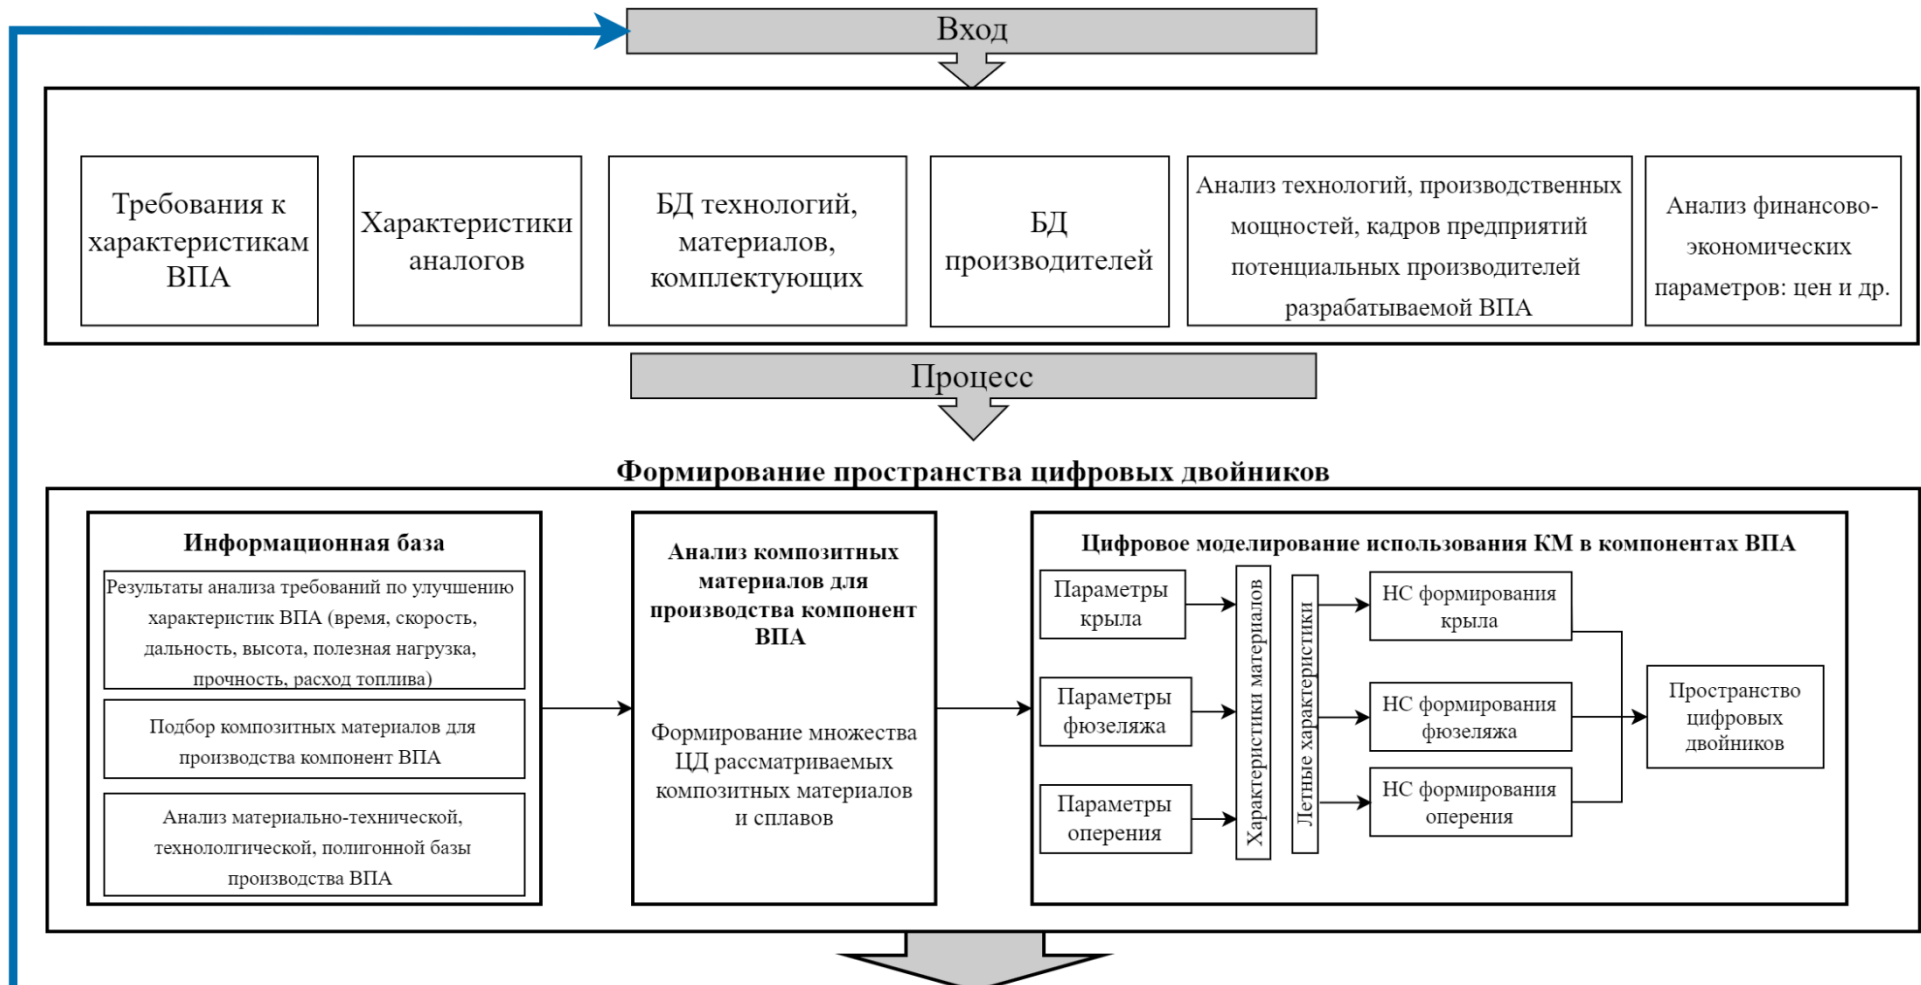 Вход
Требования к
характеристикам
ВПА
Характеристики
аналогов
БД технологий,
материалов,
комплектующих
БД
производителей
Анализ технологий, производственных
мощностей, кадров предприятий
потенциальных производителей
разрабатываемой ВПА
Анализ финансово-
экономических
параметров: цен и др.
Процесс
Формирование пространства цифровых двойников
Информационная база
Результаты анализа требований по улучшению
характеристик ВПА (время, скорость,
дальность, высота, полезная нагрузка,
прочность, расход топлива)
Подбор композитных материалов для
производства компонент ВПА
Анализ материально-технической,
технололгической, полигонной базы
производства ВПА
Анализ композитных
материалов для
производства компонент
ВПА
Формирование множества
ЦД рассматриваемых
композитных материалов
и сплавов
Цифровое моделирование использования КМ в компонентах ВПА
Параметры
крыла
Параметры
фюзеляжа
Параметры
оперения
Характеристики материалов
Летные характеристики
НС формирования
крыла
НС формирования
фюзеляжа
НС формирования
оперения
Пространство
цифровых
двойников